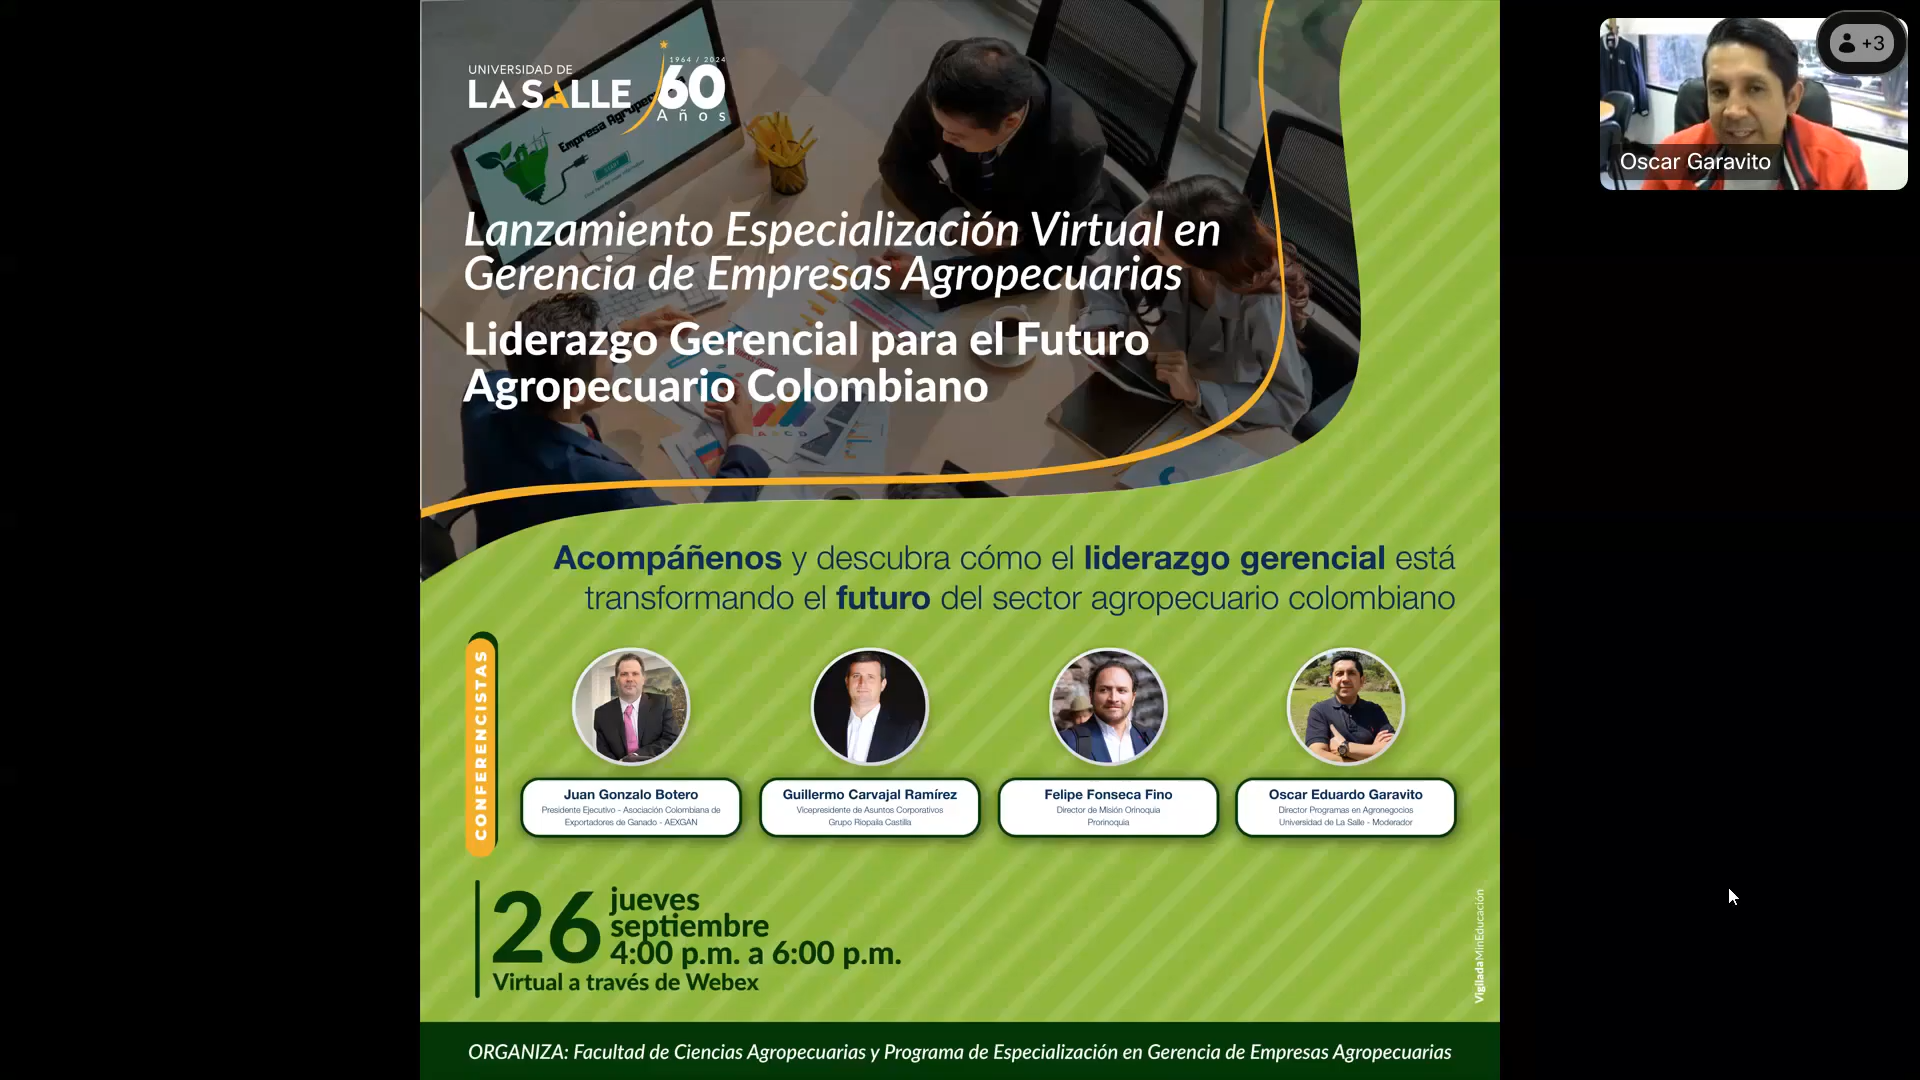 UNIVERSIDAD DE
LA SALLE
1964 / 2024
60
Años
Lanzamiento Especialización Virtual en
Gerencia de Empresas Agropecuarias
Liderazgo Gerencial para el Futuro
Agropecuario Colombiano
Acompáñenos y descubra cómo el liderazgo gerencial está
transformando el futuro del sector agropecuario colombiano
CONFERENCISTAS
Juan Gonzalo Botero
Presidente Ejecutivo - Asociación Colombiana de
Exportadores de Ganado - AEXGAN
Guillermo Carvajal Ramírez
Vicepresidente de Asuntos Corporativos
Grupo Riopaila Castilla
Felipe Fonseca Fino
Director de Misión Orinoquia
Prorinoquia
Oscar Eduardo Garavito
Director Programas en Agronegocios
Universidad de La Salle - Moderador
26
jueves
septiembre
4:00 p.m. a 6:00 p.m.
Virtual a través de Webex
VigiladaMinEducación
ORGANIZA: Facultad de Ciencias Agropecuarias y Programa de Especialización en Gerencia de Empresas Agropecuarias
+3
Oscar Garavito